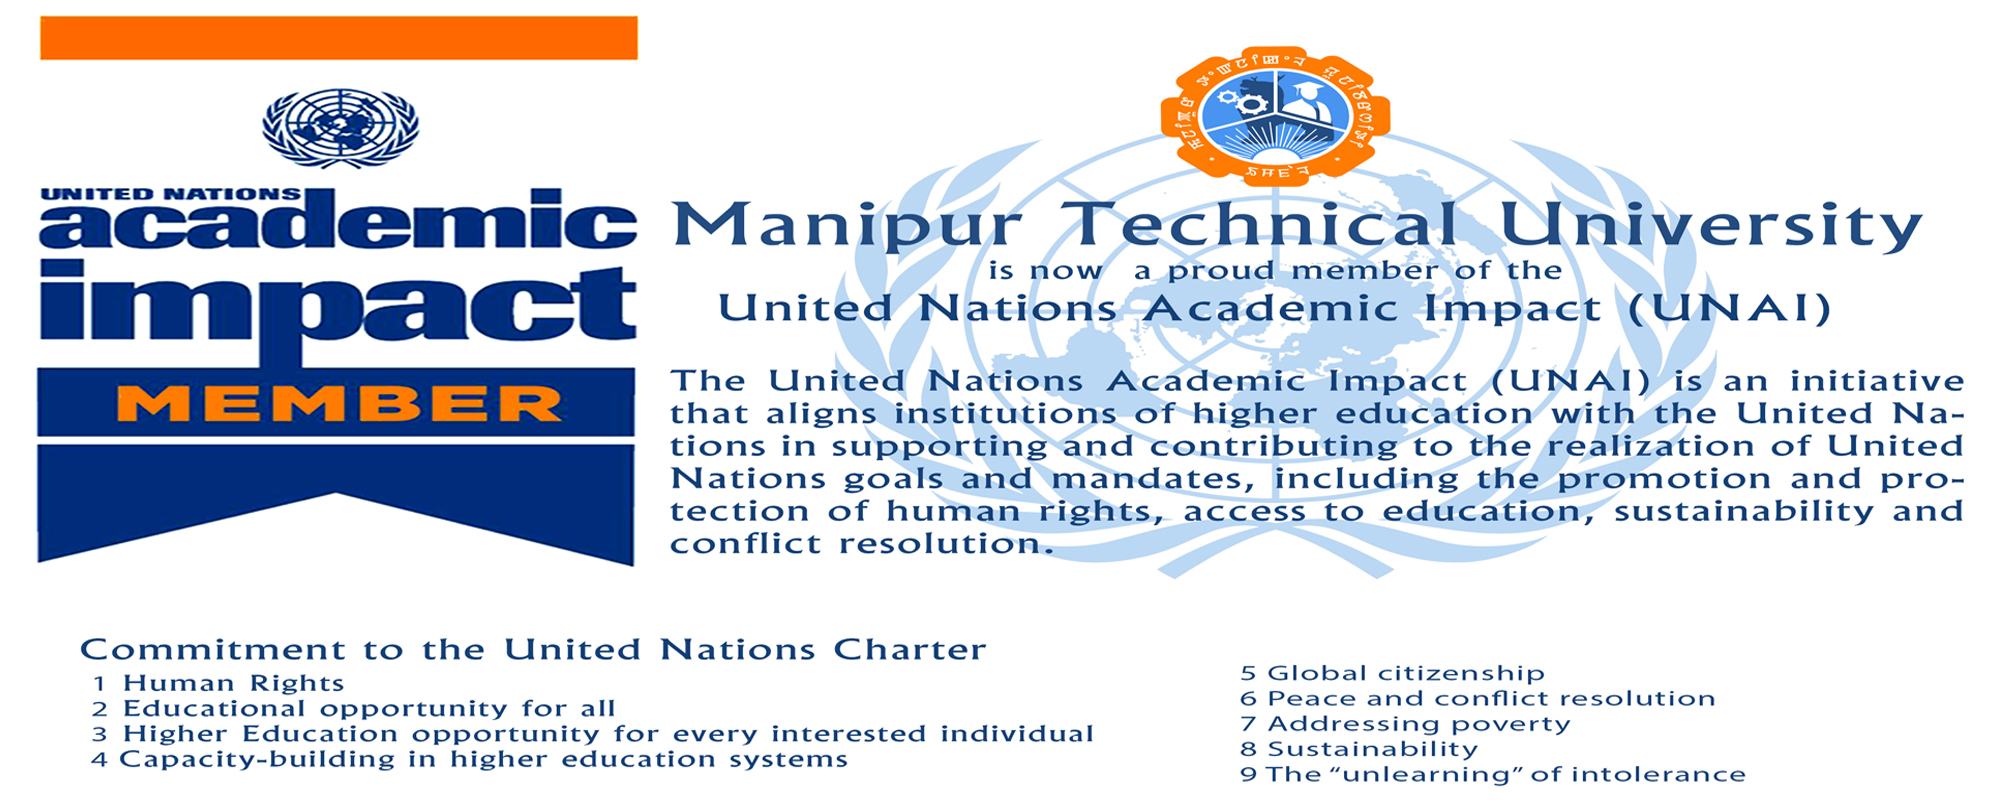 UNITED NATIONS
academic
impact
MEMBER
Manipur Technical University
is now a proud member of the
United Nations Academic Impact (UNAI)
The United Nations Academic Impact (UNAI) is an initiative
that aligns institutions of higher education with the United Na-
tions in supporting and contributing to the realization of United
Nations goals and mandates, including the promotion and pro-
tection of human rights, access to education, sustainability and
conflict resolution.
Commitment to the United Nations Charter
1 Human Rights
2 Educational opportunity for all
3 Higher Education opportunity for every interested individual
4 Capacity-building in higher education systems
5 Global citizenship
6 Peace and conflict resolution
7 Addressing poverty
8 Sustainability
9 The “unlearning” of intolerance